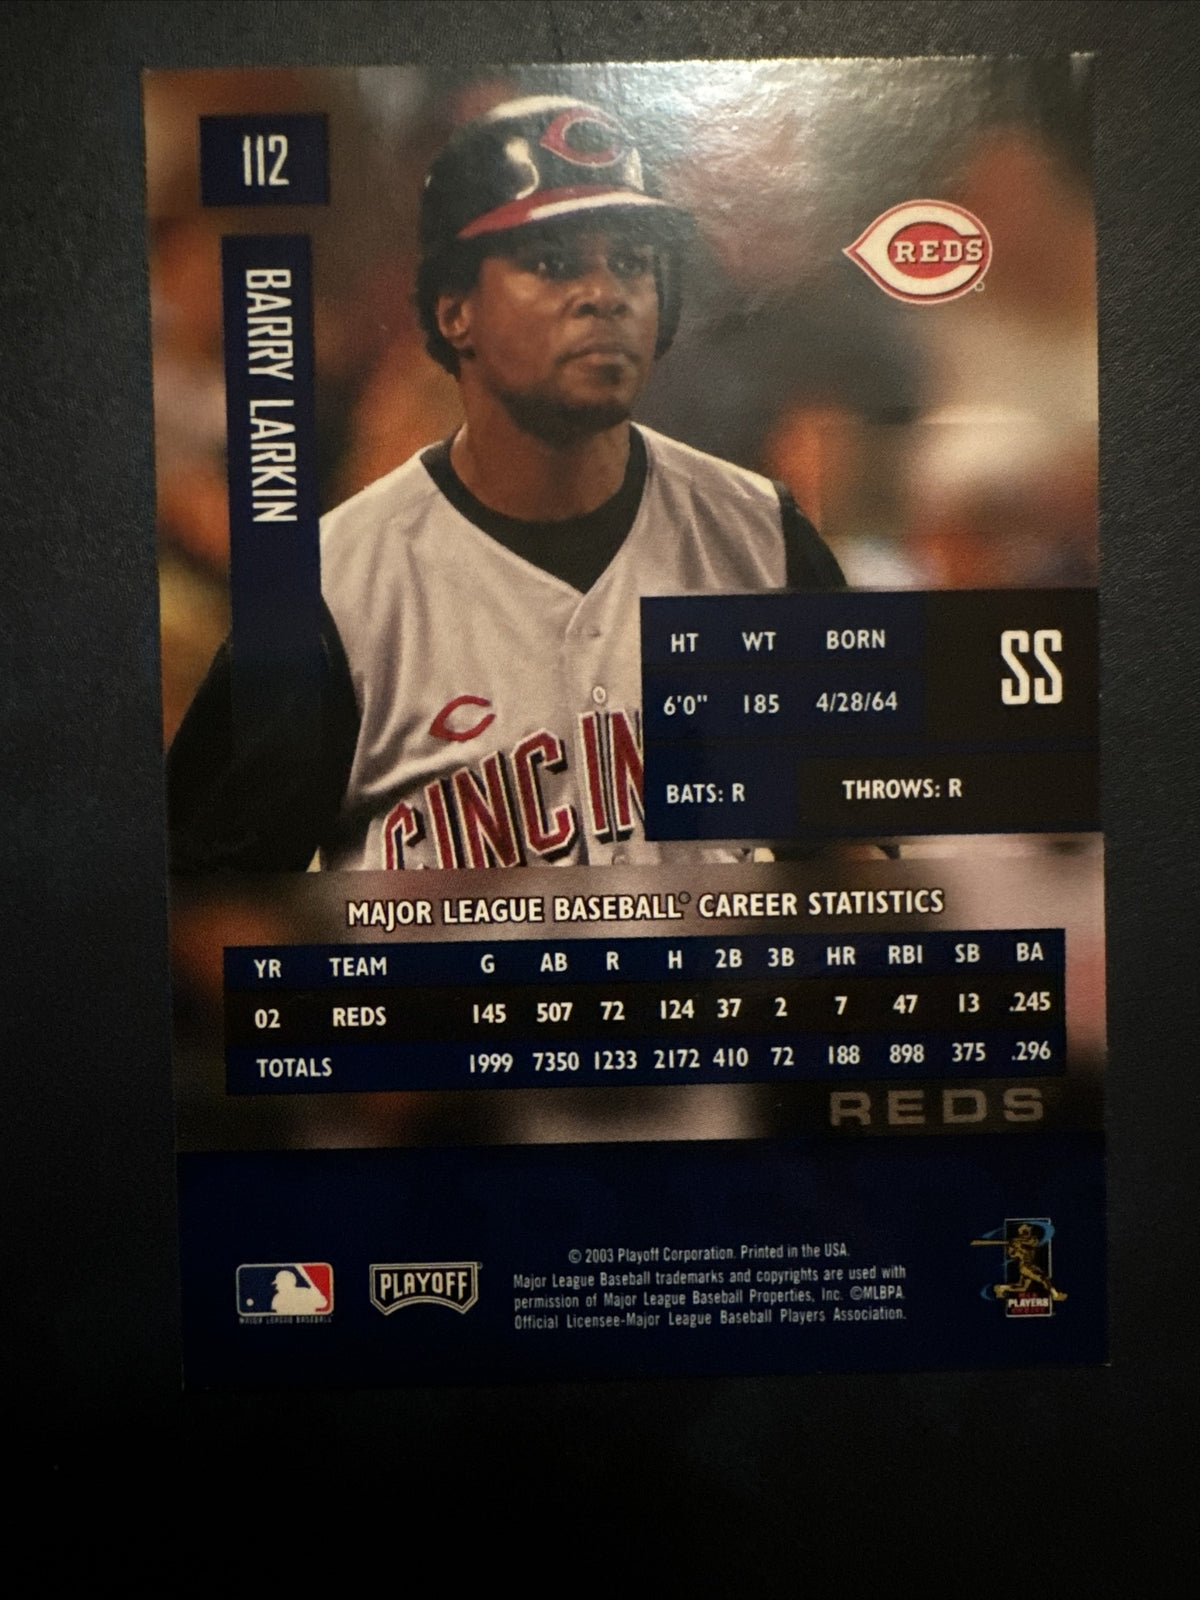 112
BARRY LARKIN
REDS
CINCIN
HT WT BORN
6'0" 185 4/28/64
SS
BATS: R THROWS: R
MAJOR LEAGUE BASEBALL® CAREER STATISTICS
YR TEAM G AB R H 2B 3B HR RBI SB BA
02 REDS 145 507 72 124 37 2 7 47 13 .245
TOTALS 1999 7350 1233 2172 410 72 188 898 375 .296
REDS
© 2003 Playoff Corporation. Printed in the USA.
Major League Baseball trademarks and copyrights are used with
permission of Major League Baseball Properties, Inc. ©MLBPA
Official Licensee-Major League Baseball Players Association.
MAJOR LEAGUE BASEBALL
PLAYOFF
PLAYERS